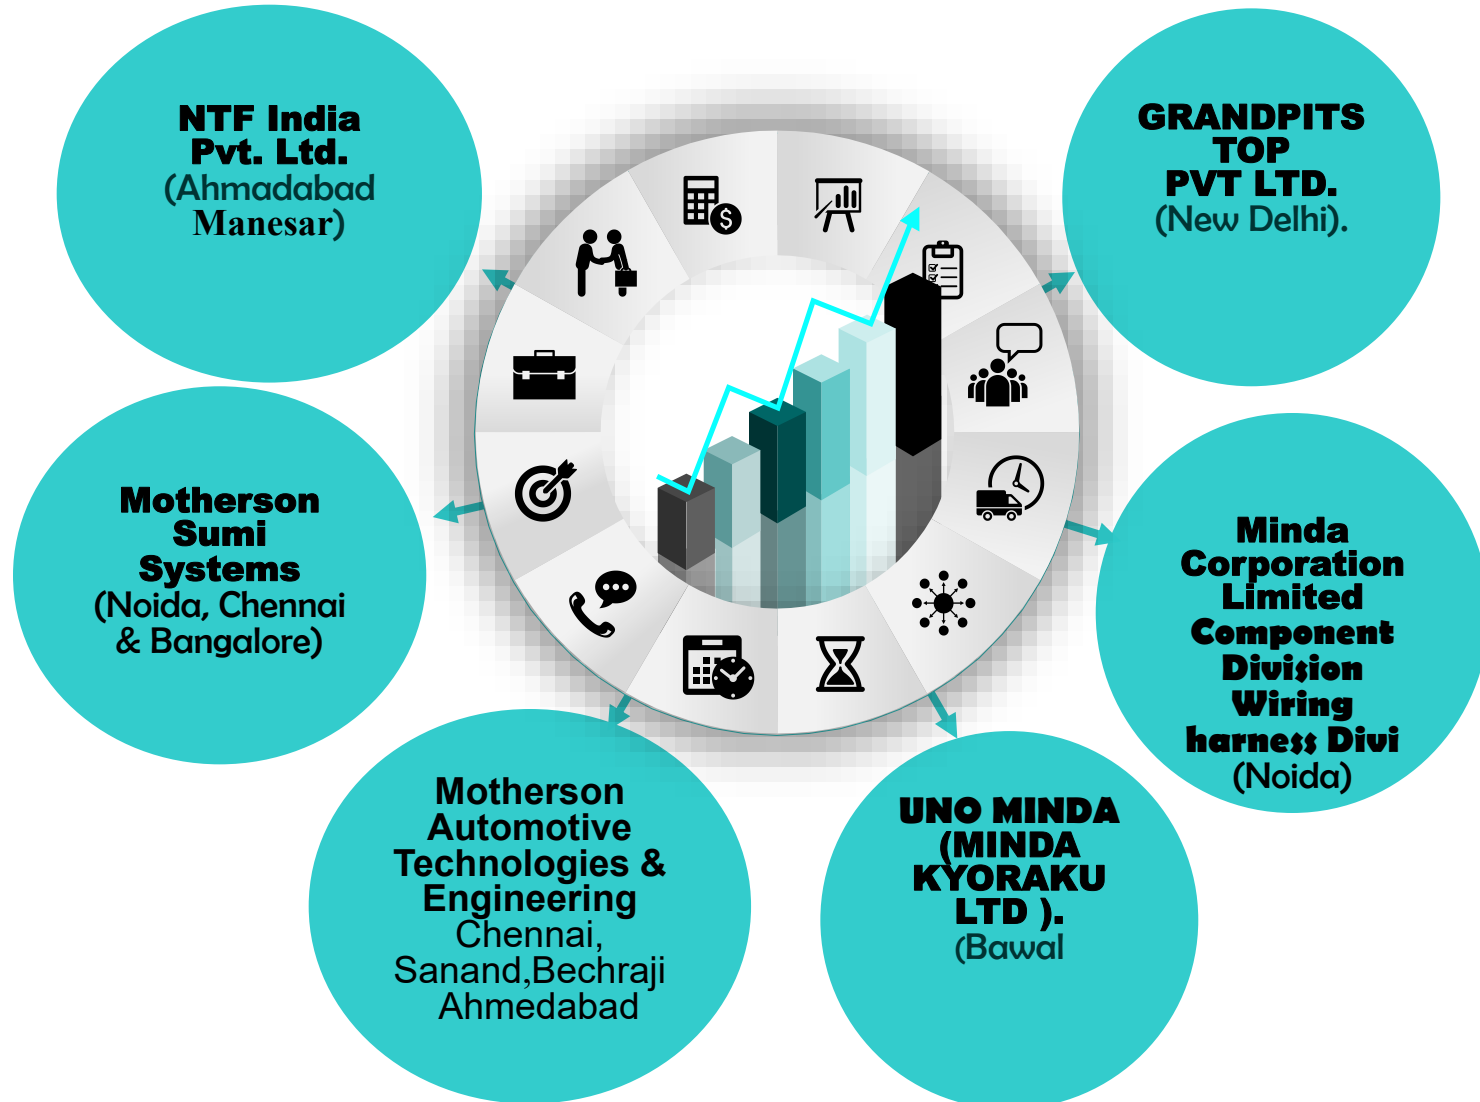 NTF India
Pvt. Ltd.
(Ahmadabad
Manesar)
GRANDPITS
TOP
PVT LTD.
(New Delhi).
Motherson
Sumi
Systems
(Noida, Chennai
& Bangalore)
Minda
Corporation
Limited
Component
Division
Wiring
harness Divi
(Noida)
Motherson
Automotive
Technologies &
Engineering
Chennai,
Sanand,Bechraji
Ahmedabad
UNO MINDA
(MINDA
KYORAKU
LTD ).
(Bawal
$